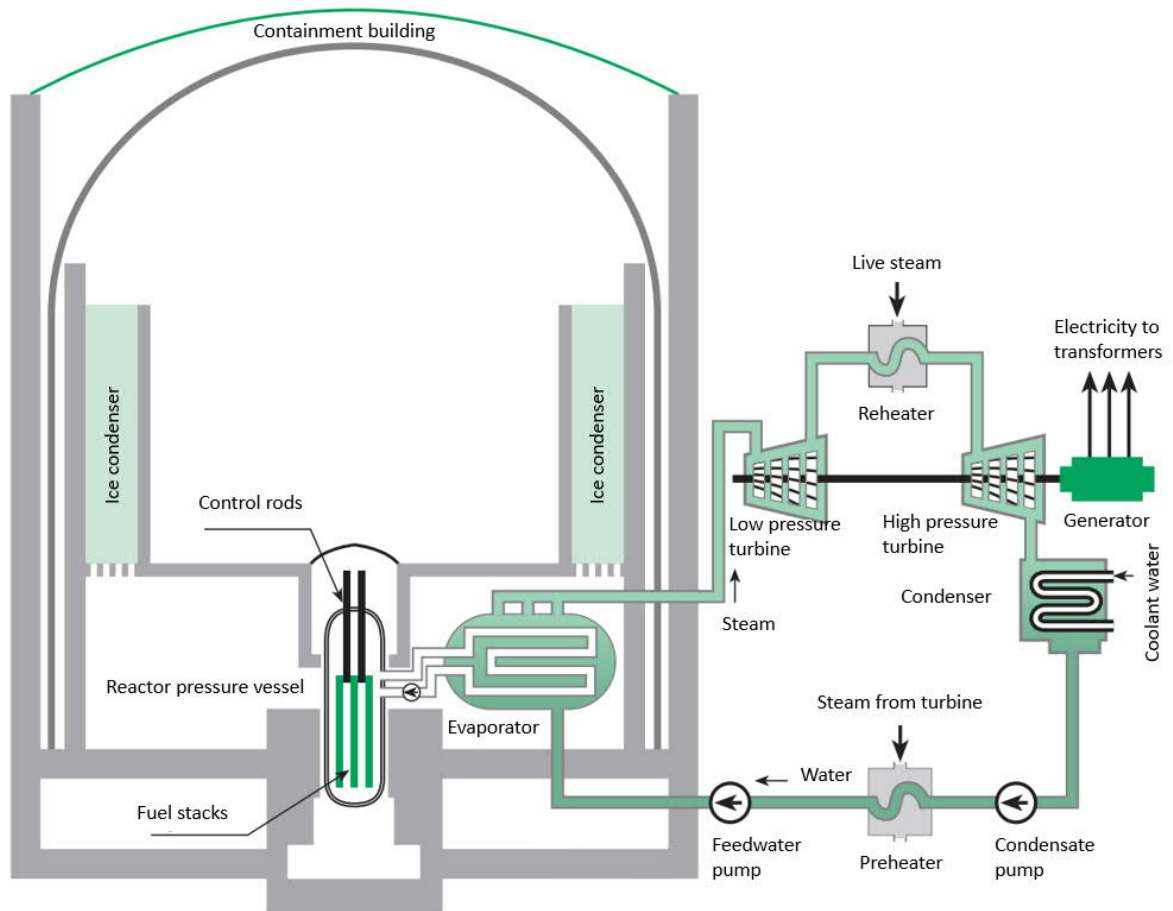 Containment building
Live steam
Electricity to
transformers
Reheater
Ice condenser
Ice condenser
Control rods
Low pressure
turbine
High pressure
turbine
Generator
Condenser
Coolant water
Steam
Reactor pressure vessel
Evaporator
Steam from turbine
Water
Fuel stacks
Feedwater
pump
Preheater
Condensate
pump